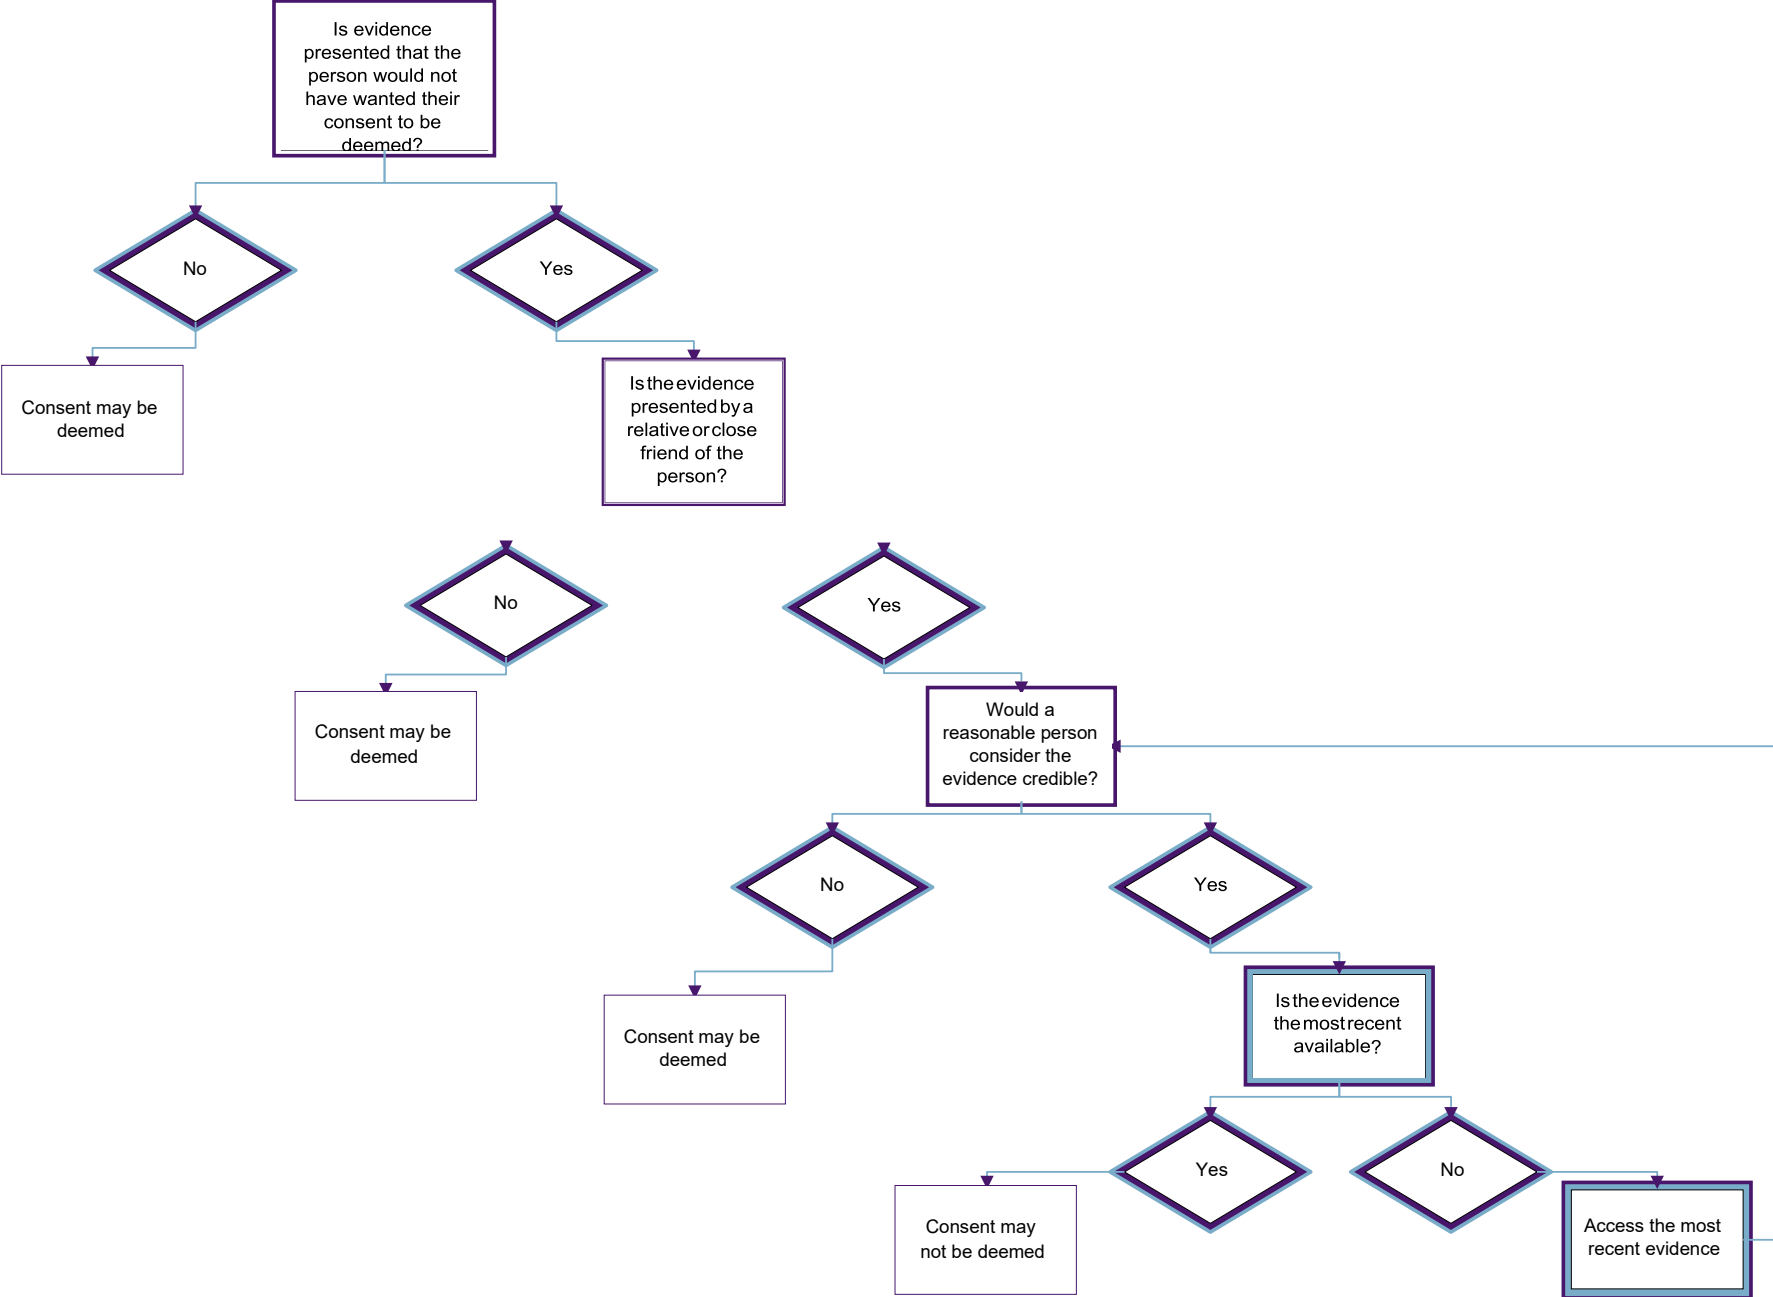 Is evidence
presented that the
person would not
have wanted their
consent to be
deemed?
No
Yes
Consent may be
deemed
Is the evidence
presented by a
relative or close
friend of the
person?
No
Yes
Consent may be
deemed
Would a
reasonable person
consider the
evidence credible?
No
Yes
Consent may be
deemed
Is the evidence
the most recent
available?
Yes
No
Consent may
not be deemed
Access the most
recent evidence